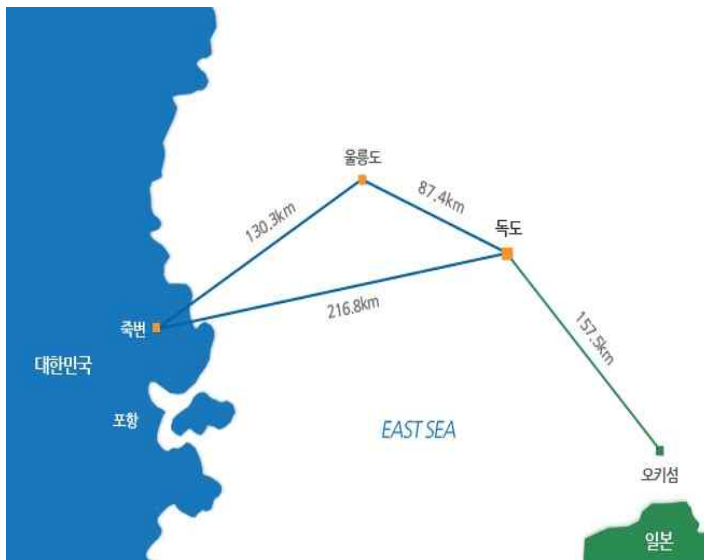 울릉도
87.4km
130.3km
독도
216.8km
죽변
157.5km
대한민국
포항
EAST SEA
오키섬
일본